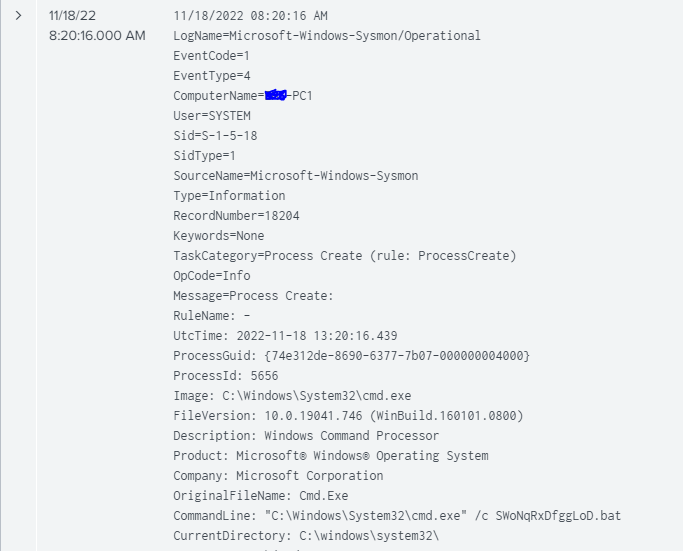 11/18/22 11/18/2022 08:20:16 AM
8:20:16.000 AM LogName=Microsoft-Windows-Sysmon/Operational
EventCode=1
EventType=4
ComputerName= -PC1
User=SYSTEM
Sid=S-1-5-18
SidType=1
SourceName=Microsoft-Windows-Sysmon
Type=Information
RecordNumber=18204
Keywords=None
TaskCategory=Process Create (rule: ProcessCreate)
OpCode=Info
Message=Process Create:
RuleName: -
UtcTime: 2022-11-18 13:20:16.439
ProcessGuid: {74e312de-8690-6377-7b07-000000004000}
ProcessId: 5656
Image: C:\Windows\System32\cmd.exe
FileVersion: 10.0.19041.746 (WinBuild.160101.0800)
Description: Windows Command Processor
Product: Microsoft® Windows® Operating System
Company: Microsoft Corporation
OriginalFileName: Cmd.Exe
CommandLine: "C:\Windows\System32\cmd.exe" /c SWoNqRxDfggLoD.bat
CurrentDirectory: C:\windows\system32\